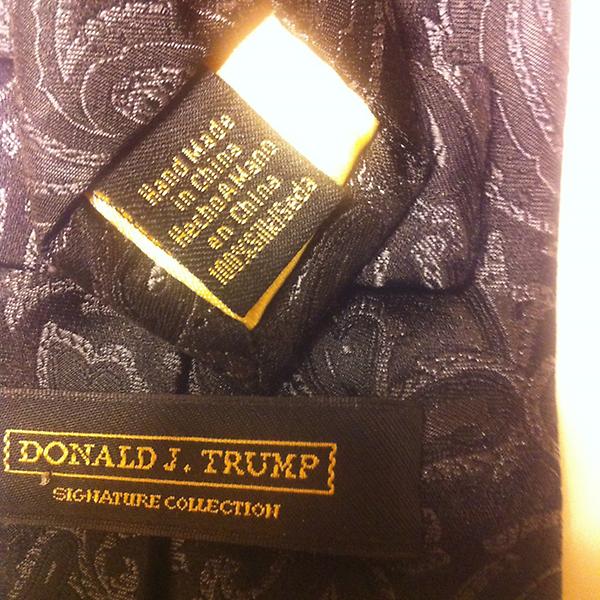 Hand Made
in China
Hecho A Mano
en China
100% Silk/Seda
DONALD J. TRUMP
SIGNATURE COLLECTION